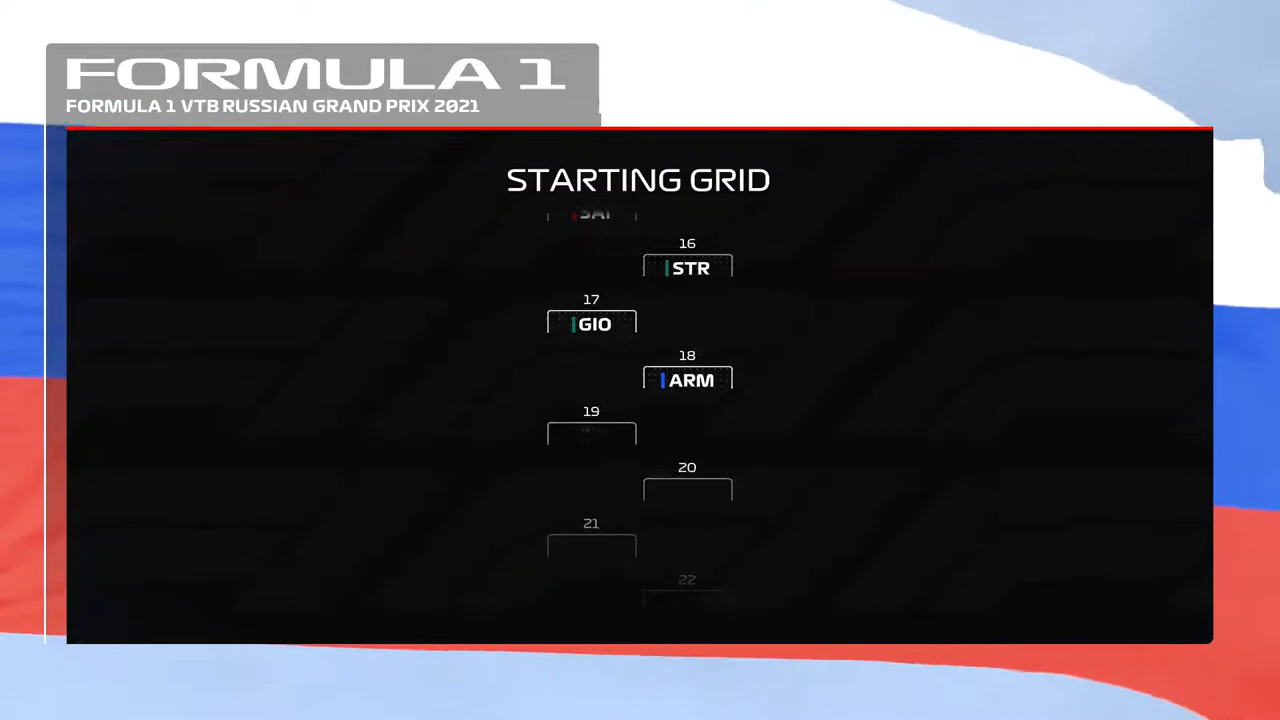 FORMULA 1
FORMULA 1 VTB RUSSIAN GRAND PRIX 2021
STARTING GRID
SAI
16
STR
17
GIO
18
ARM
19
20
21
22